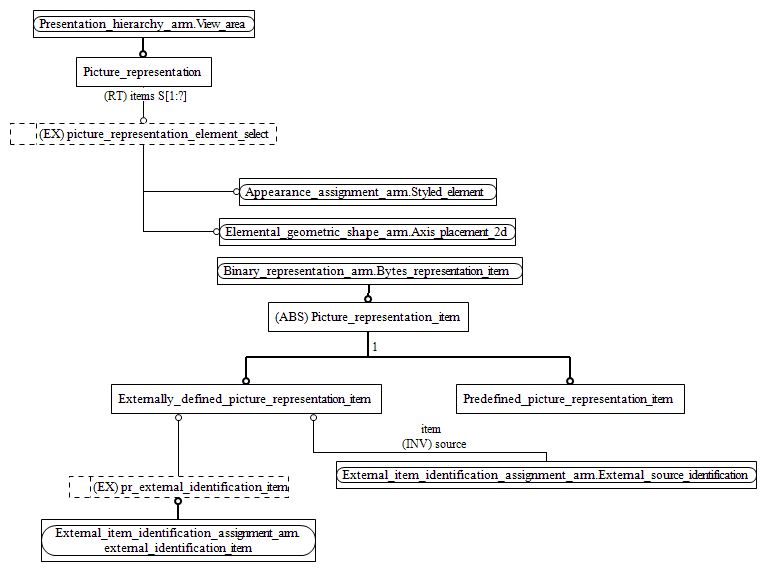 Presentation_hierarchy_arm.View_area
Picture_representation
(RT) items S[1:?]
(EX) picture_representation_element_select
Appearance_assignment_arm.Styled_element
Elemental_geometric_shape_arm.Axis_placement_2d
Binary_representation_arm.Bytes_representation_item
(ABS) Picture_representation_item
1
Externally_defined_picture_representation_item
Predefined_picture_representation_item
item
(INV) source
External_item_identification_assignment_arm.External_source_identification
(EX) pr_external_identification_item
External_item_identification_assignment_arm.
external_identification_item